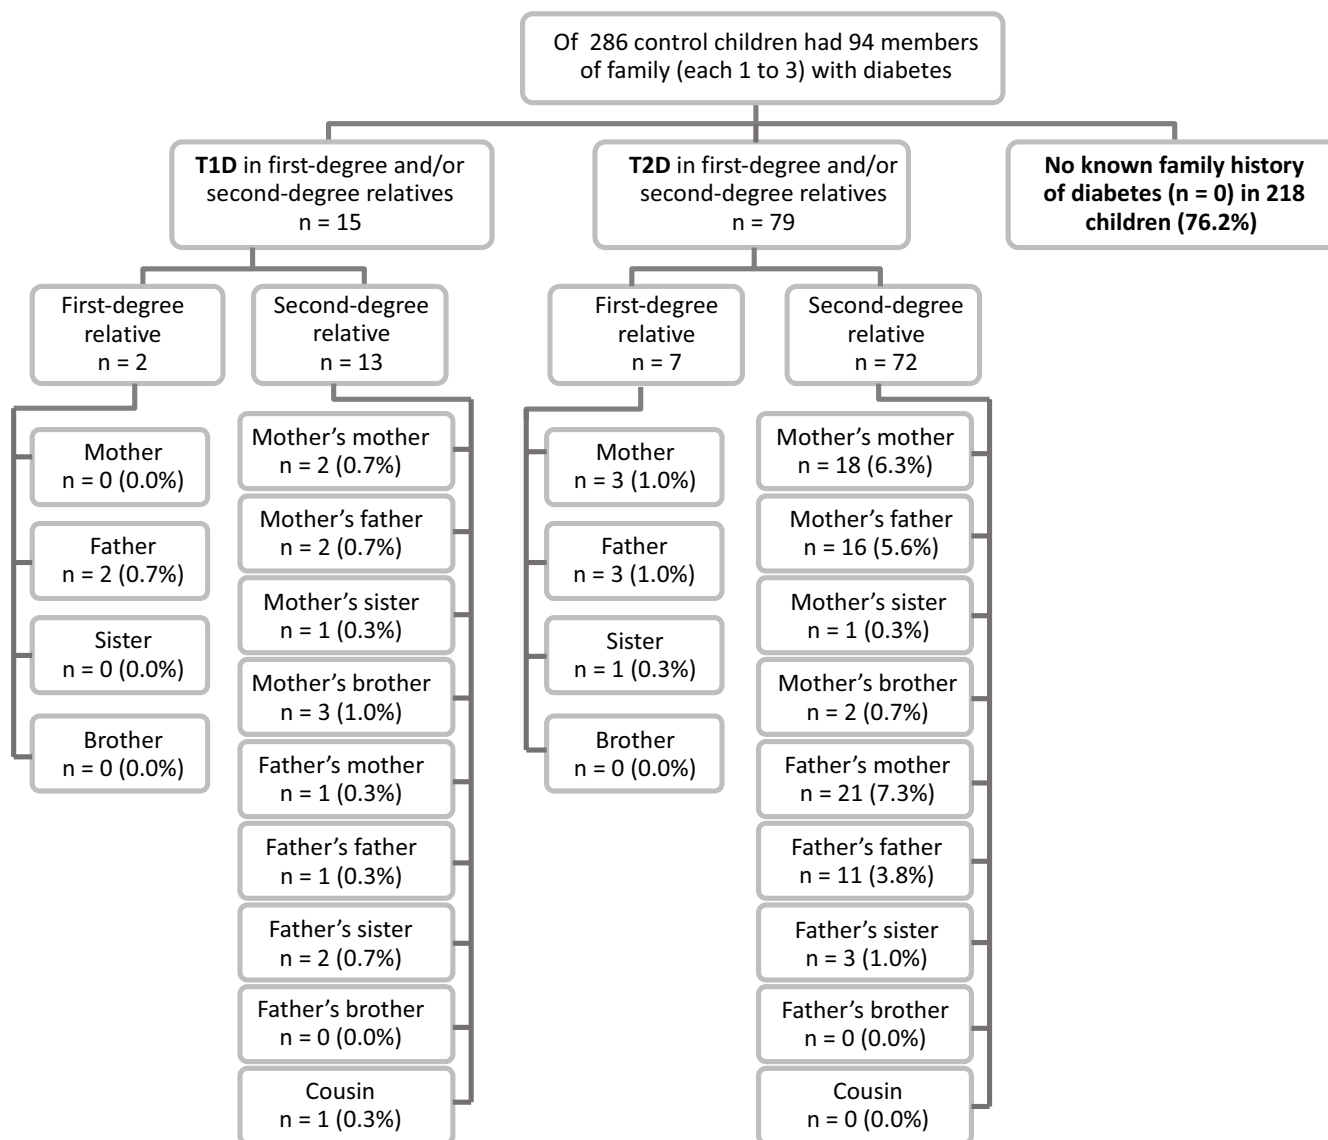 Of 286 control children had 94 members
of family (each 1 to 3) with diabetes
T1D in first-degree and/or
second-degree relatives
n = 15
T2D in first-degree and/or
second-degree relatives
n = 79
No known family history
of diabetes (n = 0) in 218
children (76.2%)
First-degree
relative
n = 2
Second-degree
relative
n = 13
First-degree
relative
n = 7
Second-degree
relative
n = 72
Mother
n = 0 (0.0%)
Father
n = 2 (0.7%)
Sister
n = 0 (0.0%)
Brother
n = 0 (0.0%)
Mother’s mother
n = 2 (0.7%)
Mother’s father
n = 2 (0.7%)
Mother’s sister
n = 1 (0.3%)
Mother’s brother
n = 3 (1.0%)
Father’s mother
n = 1 (0.3%)
Father’s father
n = 1 (0.3%)
Father’s sister
n = 2 (0.7%)
Father’s brother
n = 0 (0.0%)
Cousin
n = 1 (0.3%)
Mother
n = 3 (1.0%)
Father
n = 3 (1.0%)
Sister
n = 1 (0.3%)
Brother
n = 0 (0.0%)
Mother’s mother
n = 18 (6.3%)
Mother’s father
n = 16 (5.6%)
Mother’s sister
n = 1 (0.3%)
Mother’s brother
n = 2 (0.7%)
Father’s mother
n = 21 (7.3%)
Father’s father
n = 11 (3.8%)
Father’s sister
n = 3 (1.0%)
Father’s brother
n = 0 (0.0%)
Cousin
n = 0 (0.0%)